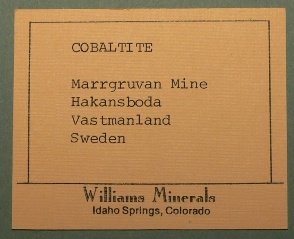 COBALTITE
Marrgruvan Mine
Hakansboda
Vastmanland
Sweden
Williams Minerals
Idaho Springs, Colorado